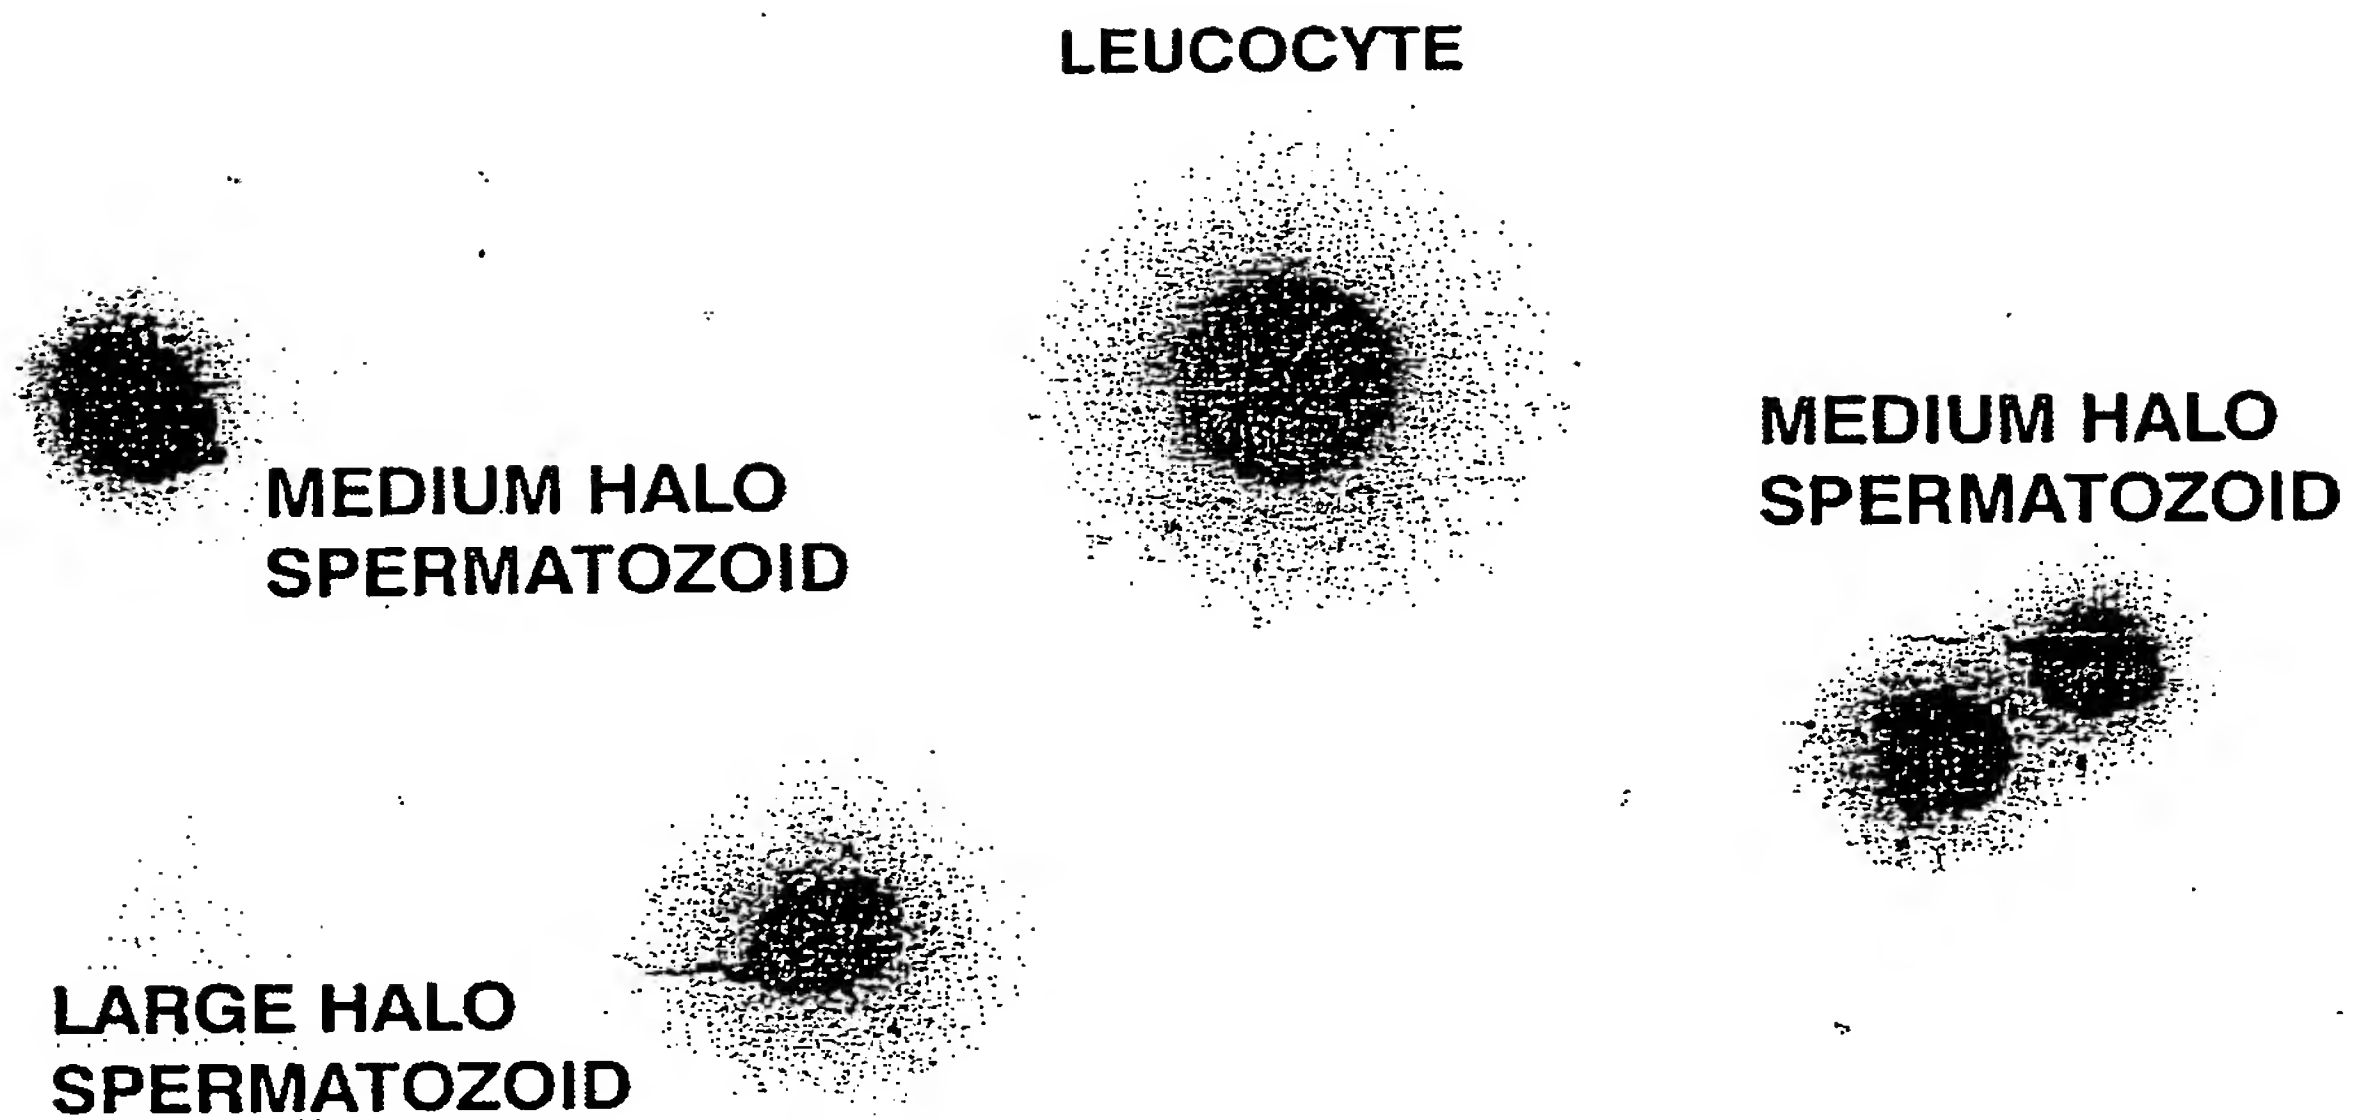 LEUCOCYTE
MEDIUM HALO
SPERMATOZOID
MEDIUM HALO
SPERMATOZOID
LARGE HALO
SPERMATOZOID